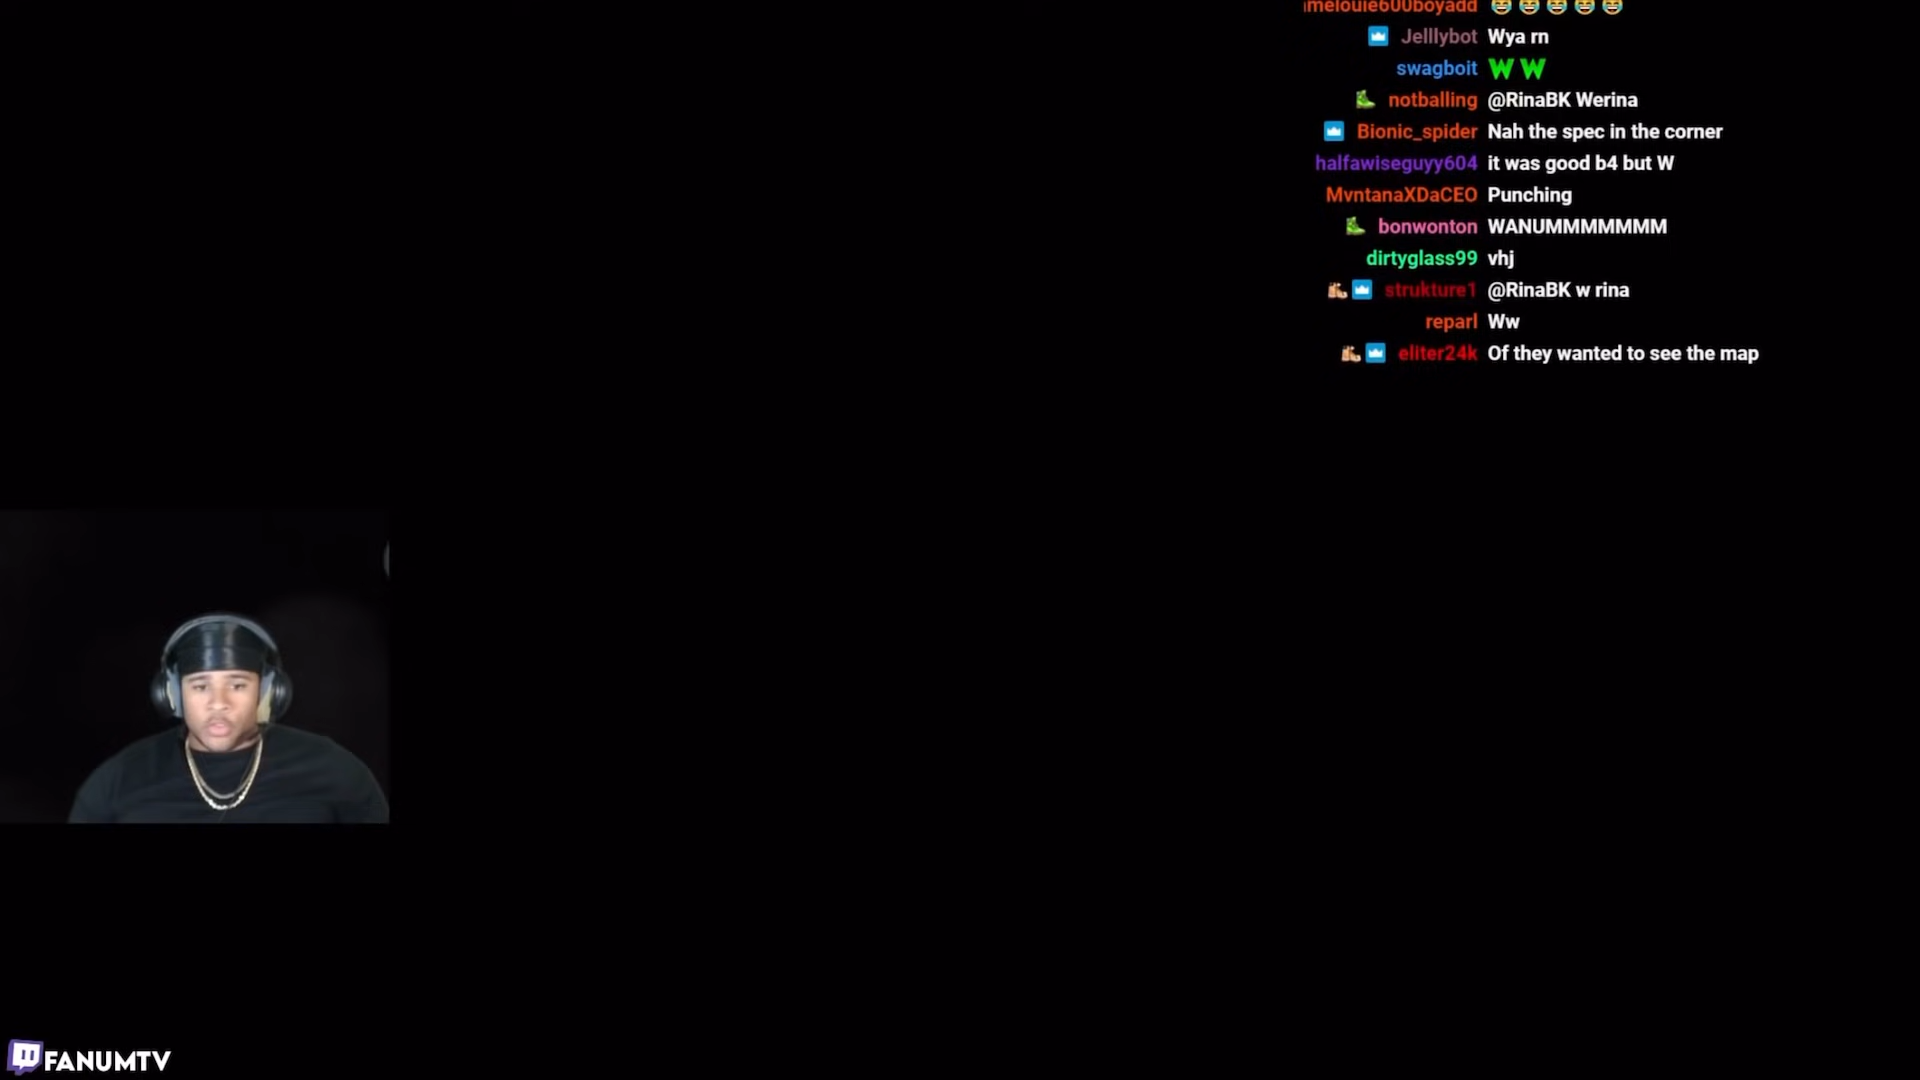 melouie600boyadd 😂😂😂😂😂
Jelllybot Wya rn
swagboit W W
notballing @RinaBK Werina
Bionic_spider Nah the spec in the corner
halfawiseguyy604 it was good b4 but W
MvntanaXDaCEO Punching
bonwonton WANUMMMMMMM
dirtyglass99 vhj
strukture1 @RinaBK w rina
reparl Ww
eliter24k Of they wanted to see the map
FANUMTV